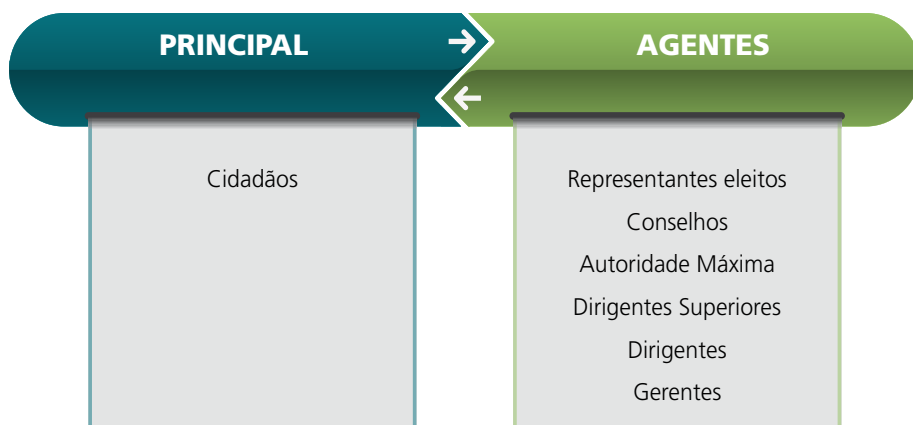 PRINCIPAL
AGENTES
Cidadãos
Representantes eleitos
Conselhos
Autoridade Máxima
Dirigentes Superiores
Dirigentes
Gerentes